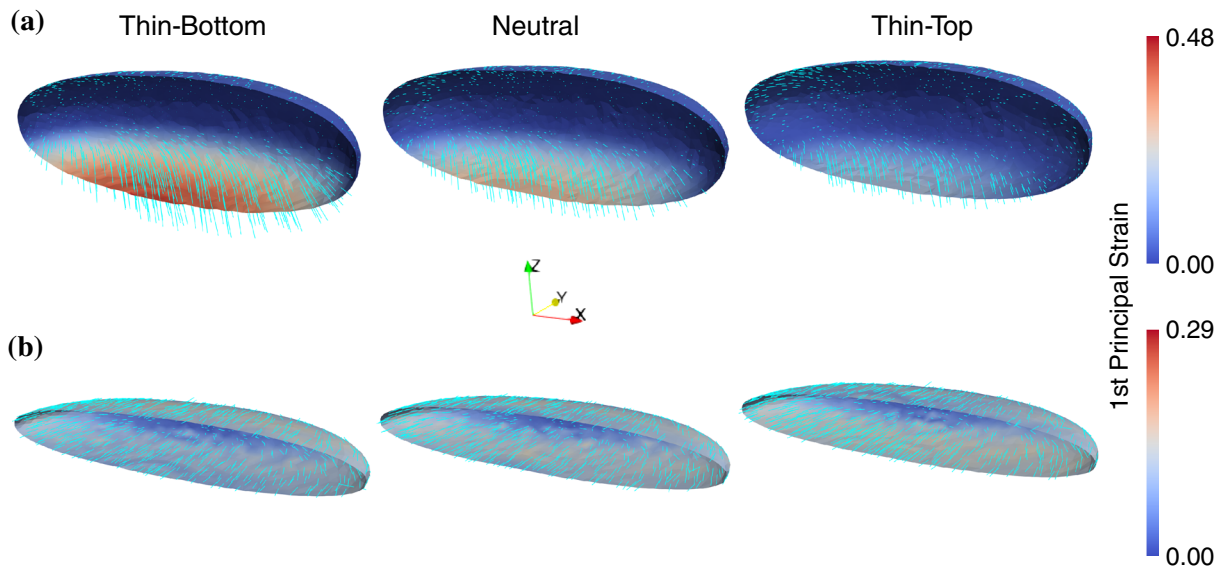 (a)
Thin-Bottom
Neutral
Thin-Top
0.48
0.00
Z
Y
X
(b)
1st Principal Strain
0.29
0.00